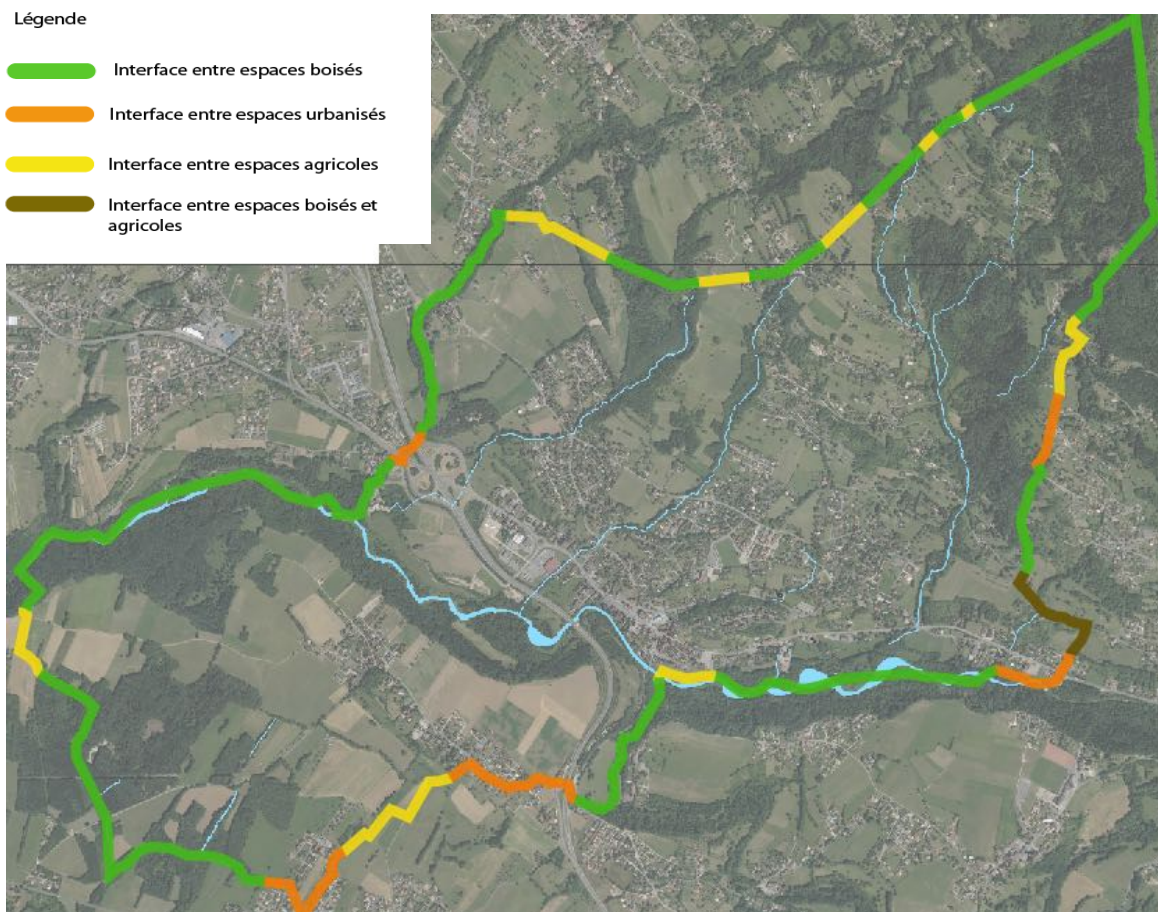 Légende
Interface entre espaces boisés
Interface entre espaces urbanisés
Interface entre espaces agricoles
Interface entre espaces boisés et
agricoles